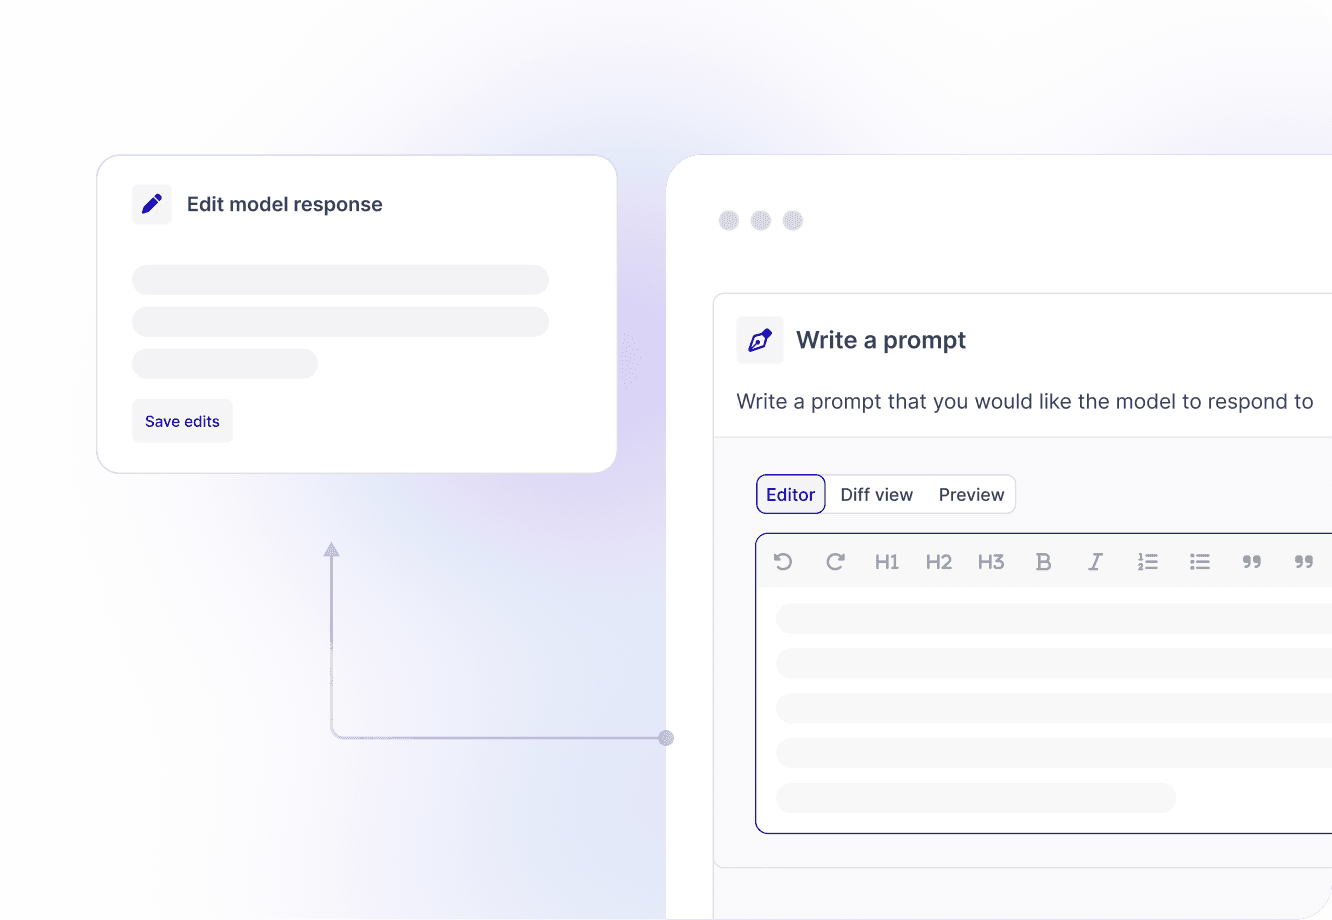 Edit model response
Save edits
Write a prompt
Write a prompt that you would like the model to respond to
Editor Diff view Preview
H1 H2 H3 B I